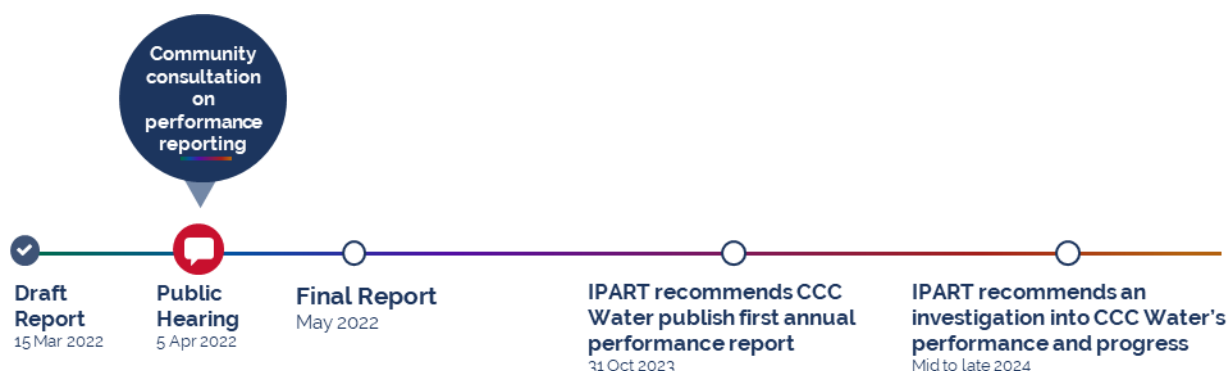 Community
consultation
on
performance
reporting
Draft
Report
15 Mar 2022
Public
Hearing
5 Apr 2022
Final Report
May 2022
IPART recommends CCC
Water publish first annual
performance report
31 Oct 2023
IPART recommends an
investigation into CCC Water's
performance and progress
Mid to late 2024